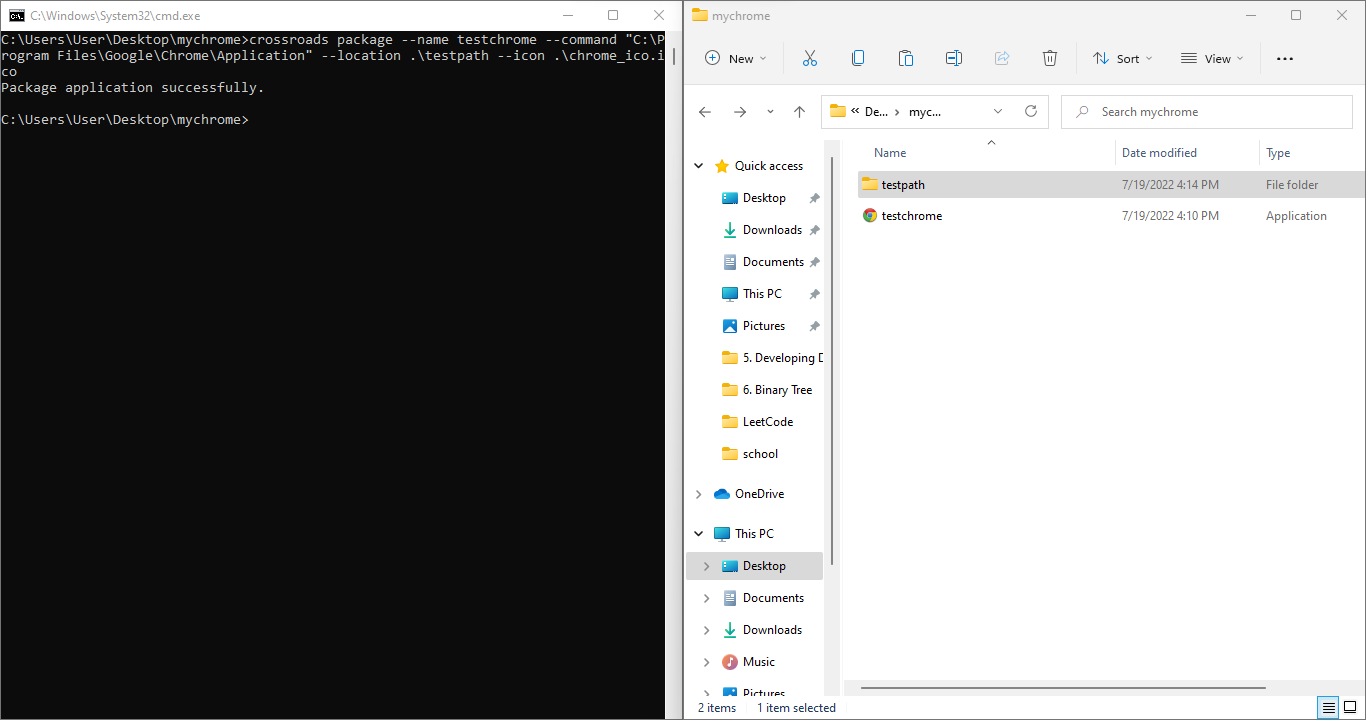 C:\Windows\System32\cmd.exe
C:\Users\User\Desktop\mychrome>crossroads package --name testchrome --command "C:\P
rogram Files\Google\Chrome\Application" --location .\testpath --icon .\chrome_ico.i
co
Package application successfully.
C:\Users\User\Desktop\mychrome>
mychrome
New
Sort
View
De...
myc...
Search mychrome
Name
Date modified
Type
Quick access
testpath
7/19/2022 4:14 PM
File folder
Desktop
testchrome
7/19/2022 4:10 PM
Application
Downloads
Documents
This PC
Pictures
5. Developing D
6. Binary Tree
LeetCode
school
OneDrive
This PC
Desktop
Documents
Downloads
Music
Pictures
2 items
1 item selected